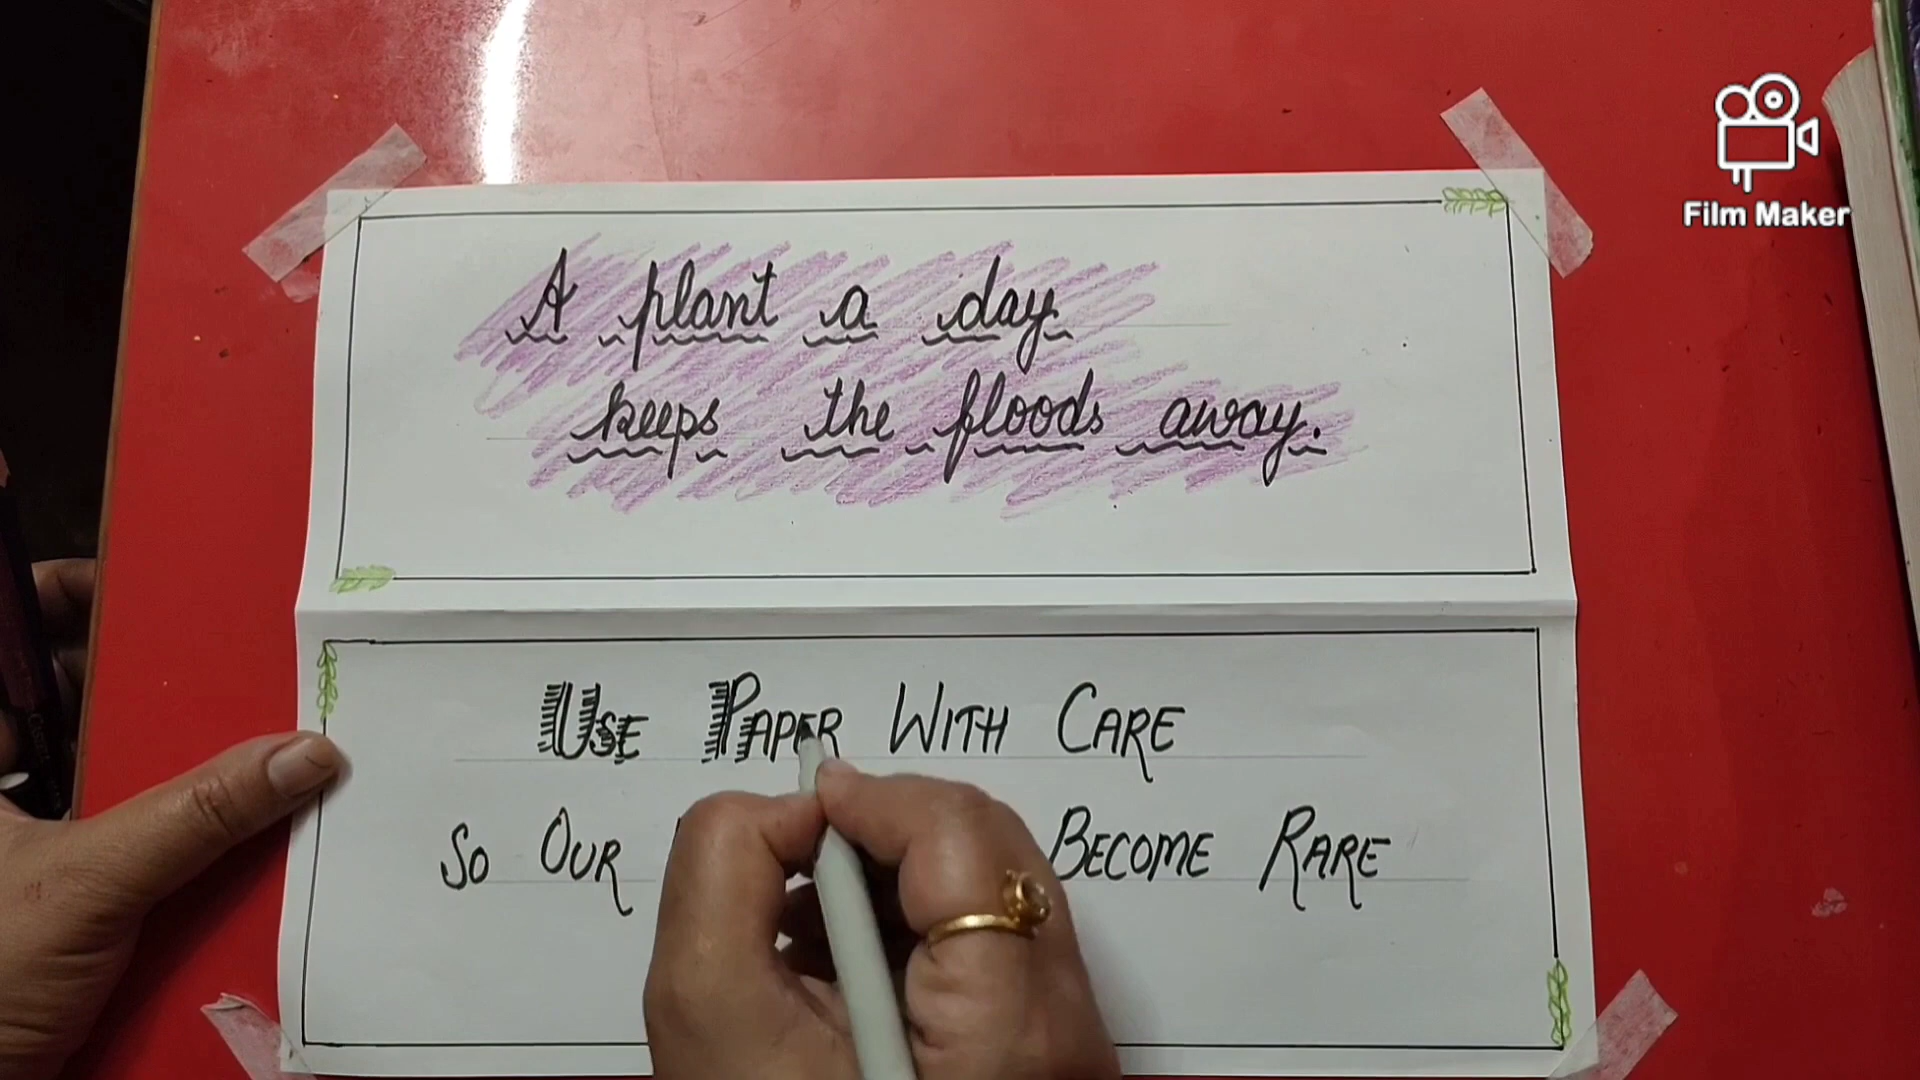 Film Maker
A plant a day
keeps the floods away.
USE PAPER WITH CARE
SO OUR BECOME RARE